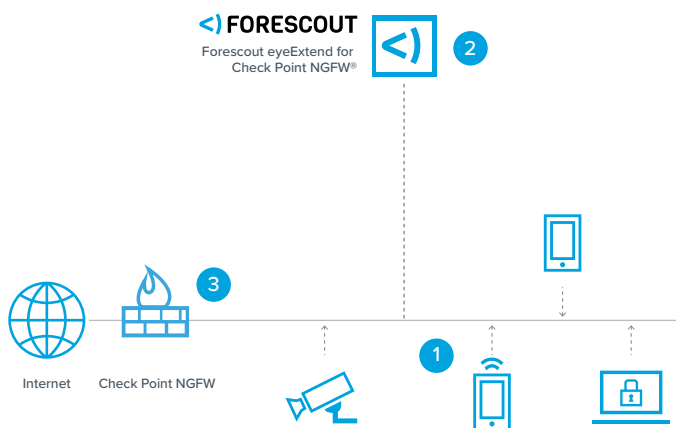 FORESCOUT
Forescout eyeExtend for
Check Point NGFW®
2
3
1
Internet
Check Point NGFW